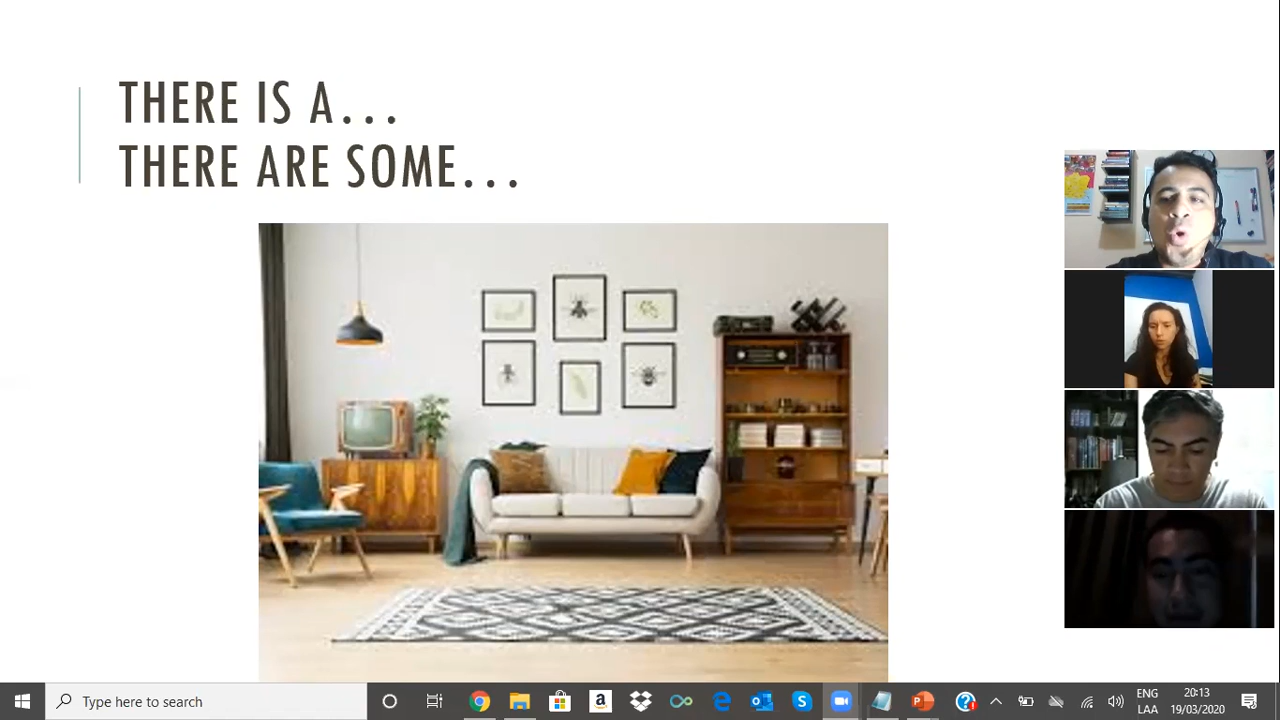 THERE IS A...
THERE ARE SOME...
Type here to search
ENG
LAA
20:13
19/03/2020